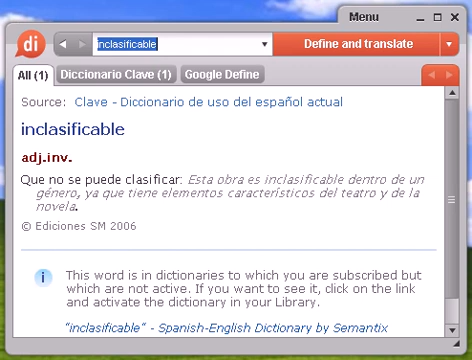 Menu
di
inclasificable
Define and translate
All (1)
Diccionario Clave (1)
Google Define
Source: Clave - Diccionario de uso del español actual
inclasificable
adj.inv.
Que no se puede clasificar: Esta obra es inclasificable dentro de un
género, ya que tiene elementos característicos del teatro y de la
novela.
© Ediciones SM 2006
i
This word is in dictionaries to which you are subscribed but
which are not active. If you want to see it, click on the link
and activate the dictionary in your Library.
"inclasificable" - Spanish-English Dictionary by Semantix